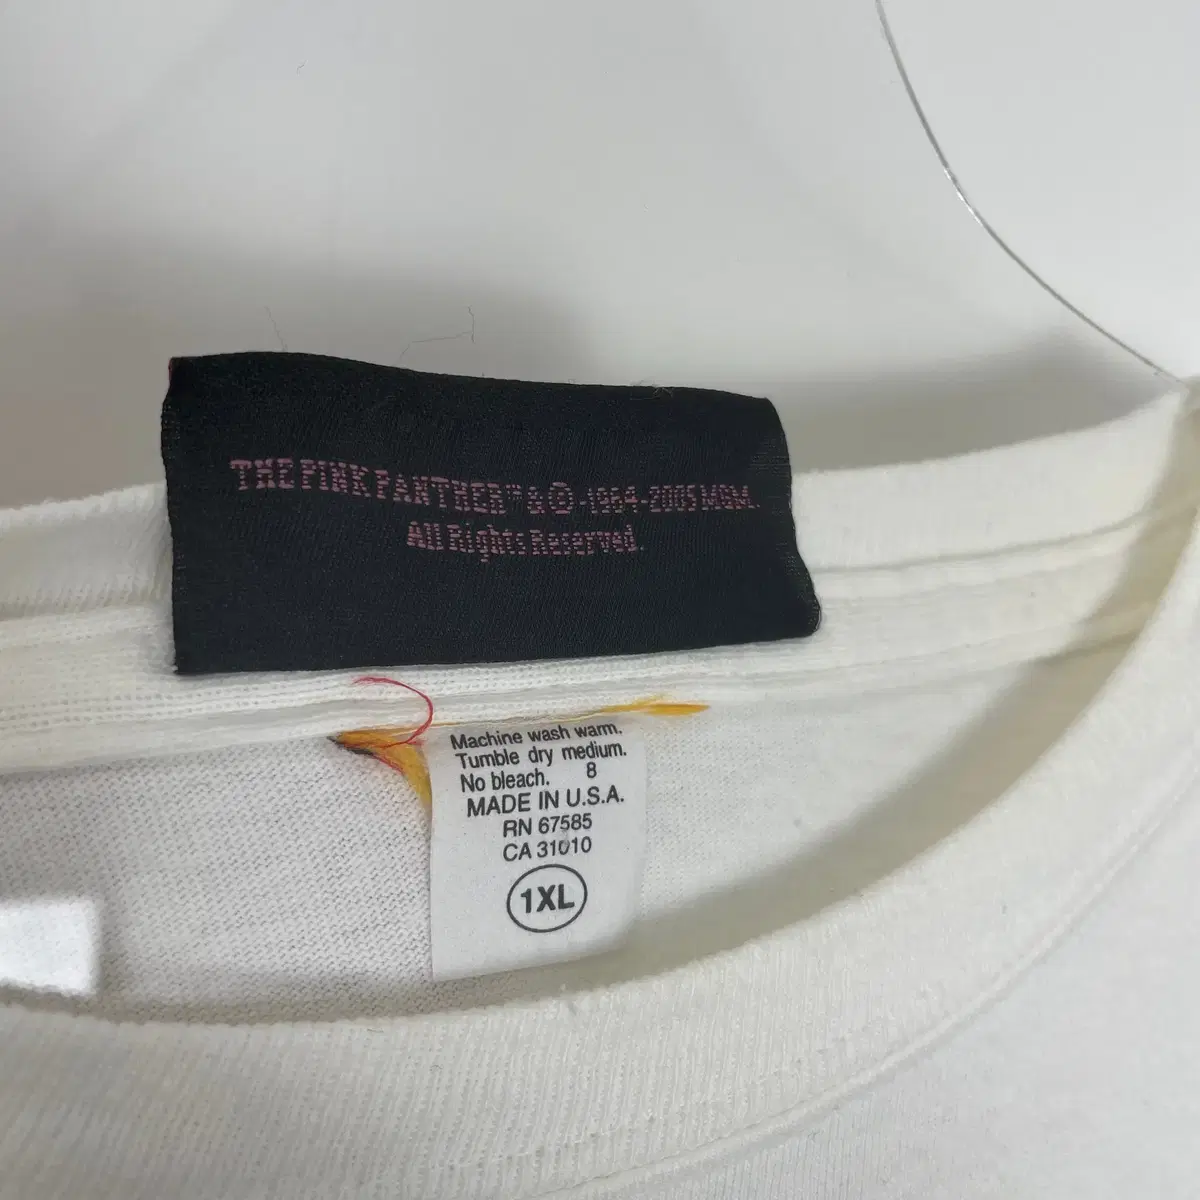 THE PINK PANTHER™ & © - 1964-2005 MGM.
All Rights Reserved.
Machine wash warm.
Tumble dry medium.
No bleach. 8
MADE IN U.S.A.
RN 67585
CA 31010
1XL